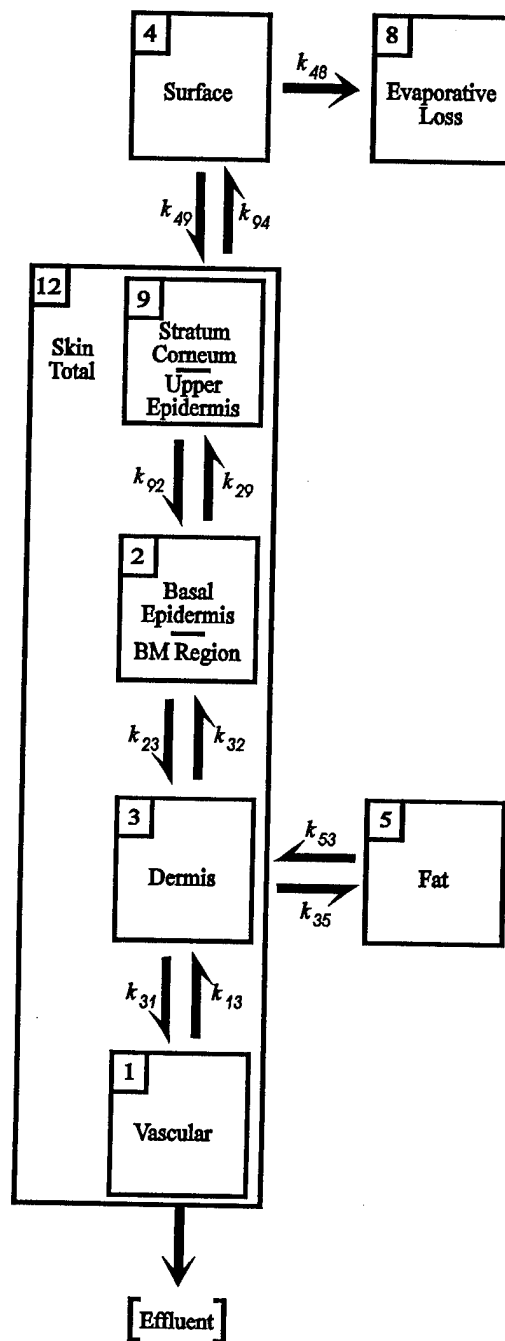 4
Surface
k48
8
Evaporative
Loss
k49
k94
12
Skin
Total
9
Stratum
Corneum
Upper
Epidermis
k92
k29
2
Basal
Epidermis
BM Region
k23
k32
3
Dermis
k53
k35
5
Fat
k31
k13
1
Vascular
[Effluent]